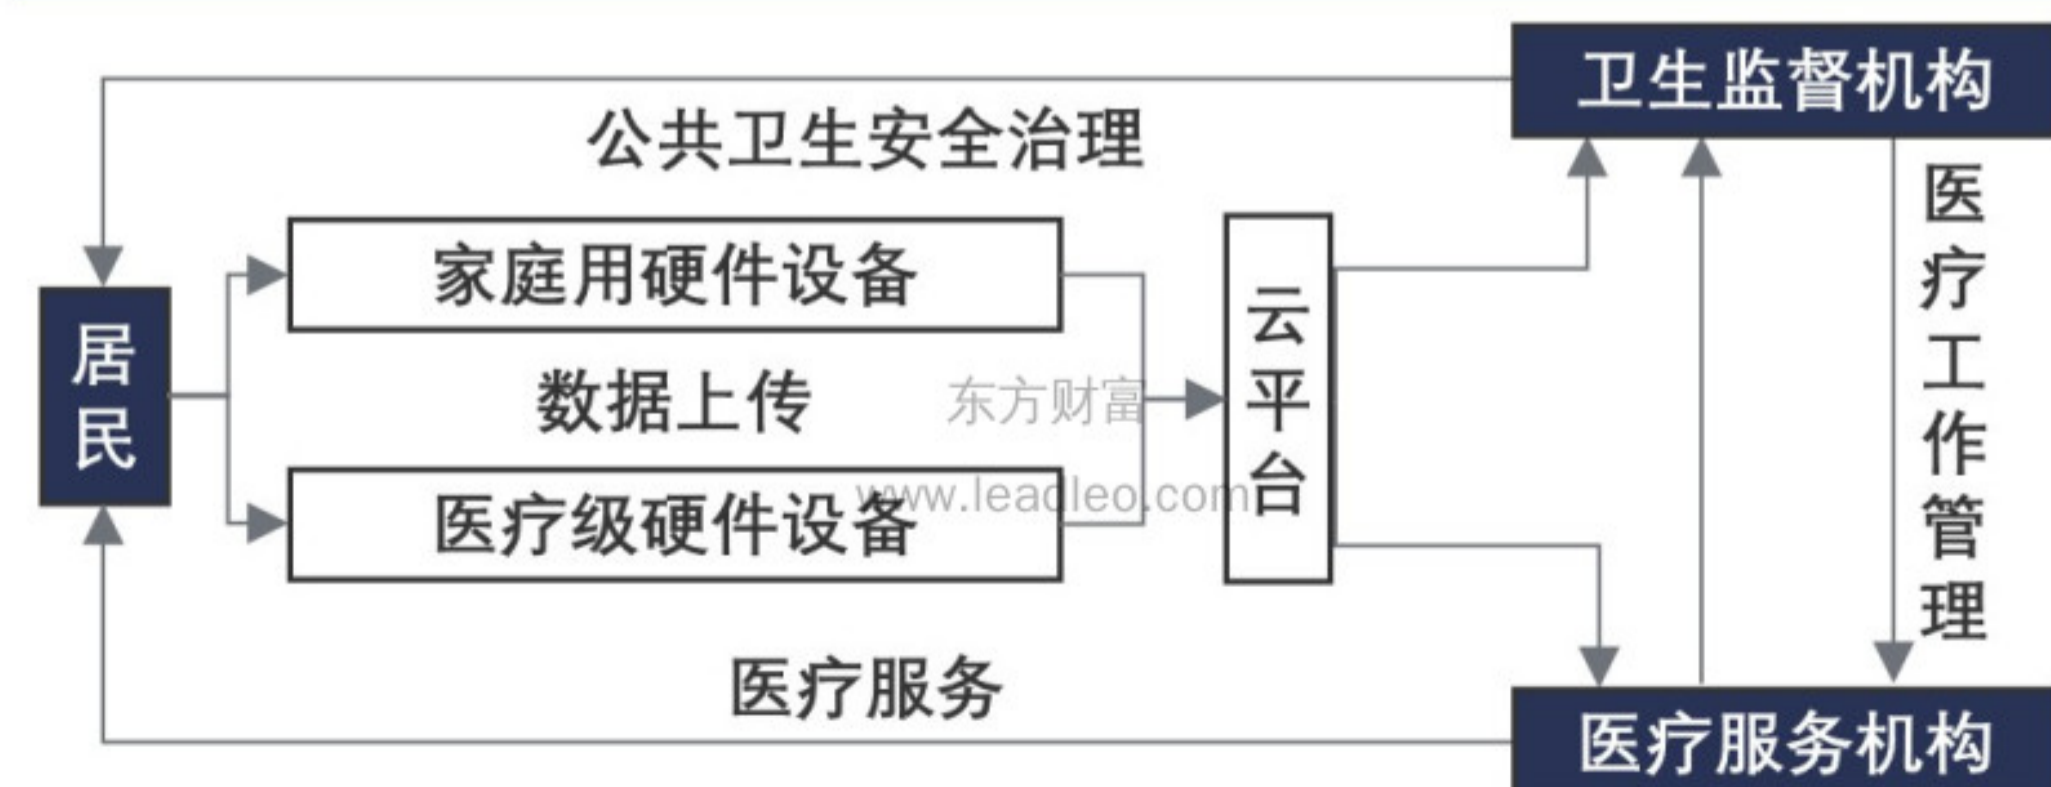 卫生监督机构
公共卫生安全治理
家庭用硬件设备
居民
数据上传
东方财富
云平台
医疗工作管理
www.leadleo.com
医疗级硬件设备
医疗服务
医疗服务机构